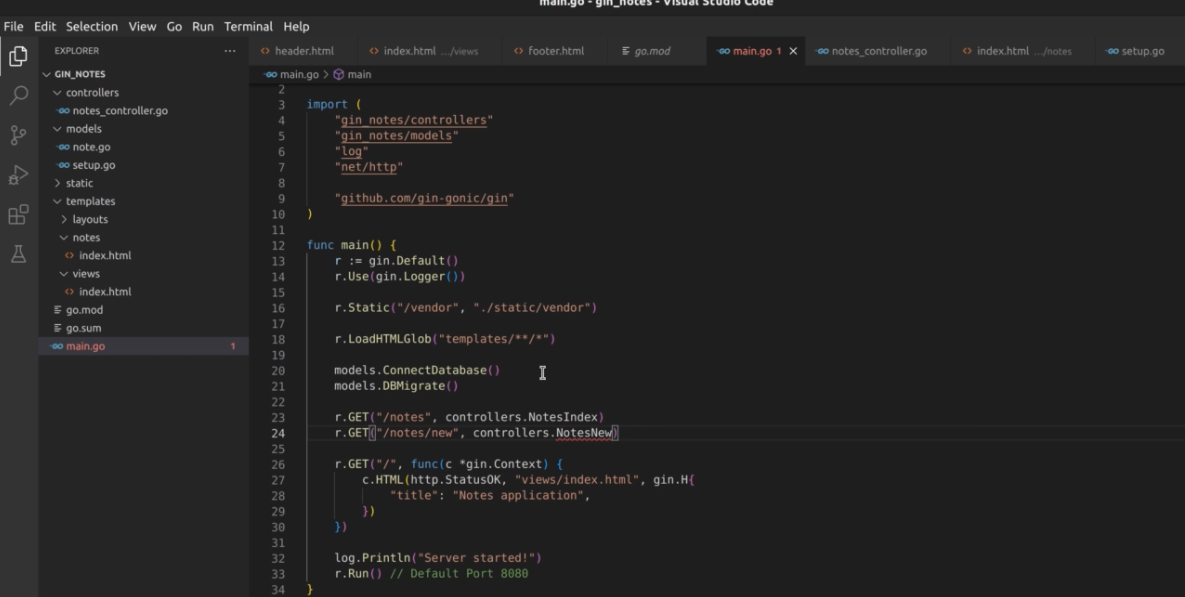 main.go - gin_notes - Visual Studio Code
File Edit Selection View Go Run Terminal Help
EXPLORER ...
header.html index.html .../views footer.html go.mod main.go 1 notes_controller.go index.html .../notes setup.go
GIN_NOTES
controllers
notes_controller.go
models
note.go
setup.go
static
templates
layouts
notes
index.html
views
index.html
go.mod
go.sum
main.go 1
main.go > main
2
3 import (
4 "gin_notes/controllers"
5 "gin_notes/models"
6 "log"
7 "net/http"
8
9 "github.com/gin-gonic/gin"
10 )
11
12 func main() {
13 r := gin.Default()
14 r.Use(gin.Logger())
15
16 r.Static("/vendor", "./static/vendor")
17
18 r.LoadHTMLGlob("templates/**/*")
19
20 models.ConnectDatabase()
21 models.DBMigrate()
22
23 r.GET("/notes", controllers.NotesIndex)
24 r.GET("/notes/new", controllers.NotesNew)
25
26 r.GET("/", func(c *gin.Context) {
27 c.HTML(http.StatusOK, "views/index.html", gin.H{
28 "title": "Notes application",
29 })
30 })
31
32 log.Println("Server started!")
33 r.Run() // Default Port 8080
34 }